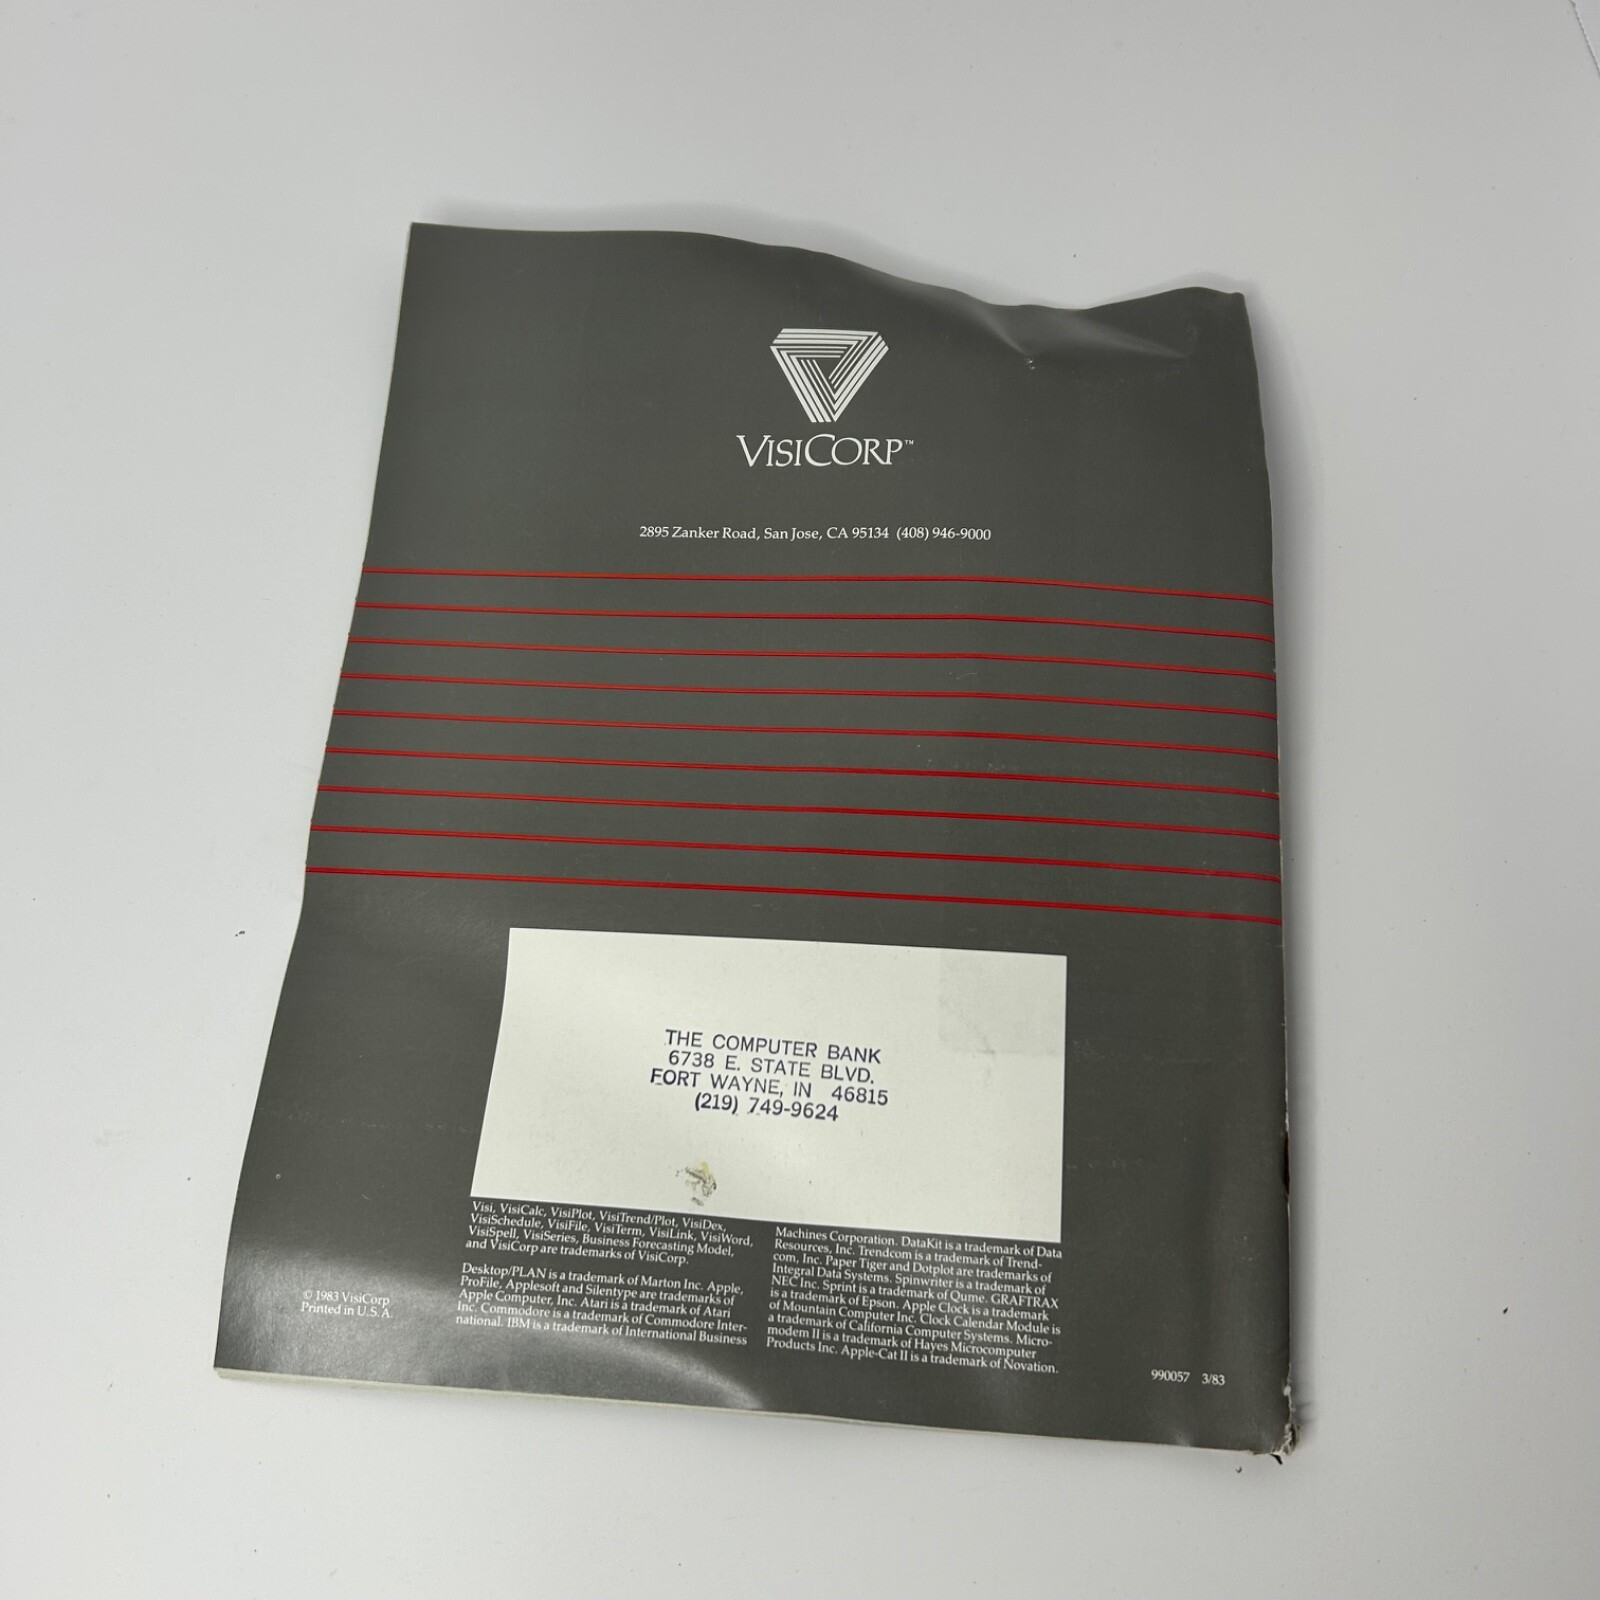 VISICORP™
2895 Zanker Road, San Jose, CA 95134 (408) 946-9000
THE COMPUTER BANK
6738 E. STATE BLVD.
FORT WAYNE, IN 46815
(219) 749-9624
Visi, VisiCalc, VisiPlot, VisiTrend/Plot, VisiDex,
VisiSchedule, VisiFile, VisiTerm, VisiLink, VisiWord,
VisiSpell, VisiSeries, Business Forecasting Model,
and VisiCorp are trademarks of VisiCorp.
Desktop/PLAN is a trademark of Marton Inc. Apple,
ProFile, Applesoft and Silentype are trademarks of
Apple Computer, Inc. Atari is a trademark of Atari
Inc. Commodore is a trademark of Commodore Inter-
national. IBM is a trademark of International Business
Machines Corporation. DataKit is a trademark of Data
Resources, Inc. Trendcom is a trademark of Trend-
com, Inc. Paper Tiger and Dotplot are trademarks of
Integral Data Systems. Spinwriter is a trademark of
NEC Inc. Sprint is a trademark of Qume. GRAFTRAX
is a trademark of Epson. Apple Clock is a trademark
of Mountain Computer Inc. Clock Calendar Module is
a trademark of California Computer Systems. Micro-
modem II is a trademark of Hayes Microcomputer
Products Inc. Apple-Cat II is a trademark of Novation.
© 1983 VisiCorp
Printed in U.S.A.
990057 3/83